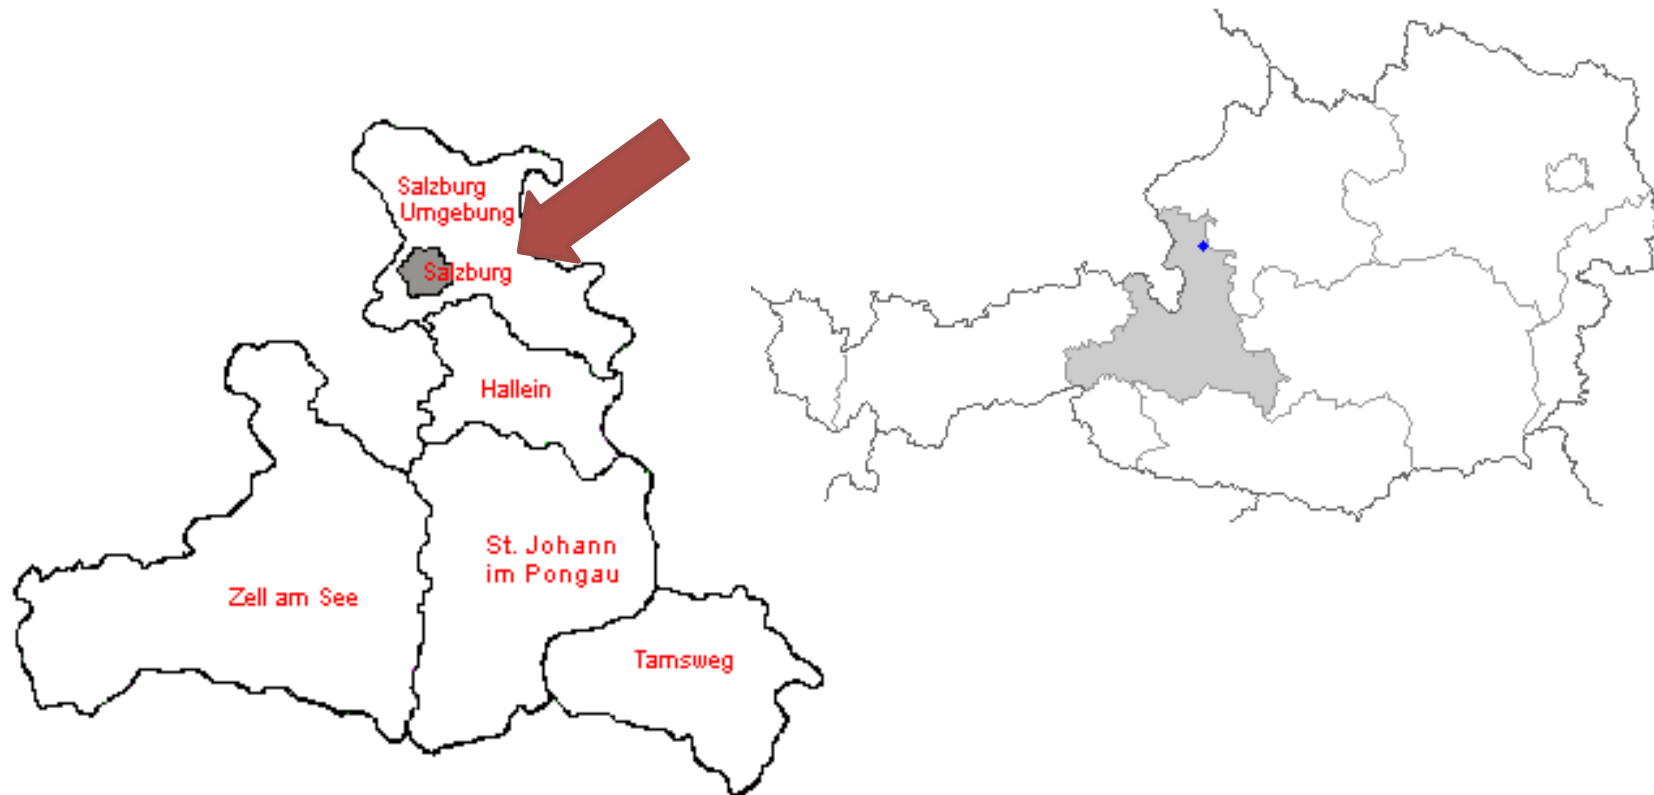 Salzburg
Umgebung
Salzburg
Hallein
St. Johann
im Pongau
Zell am See
Tamsweg